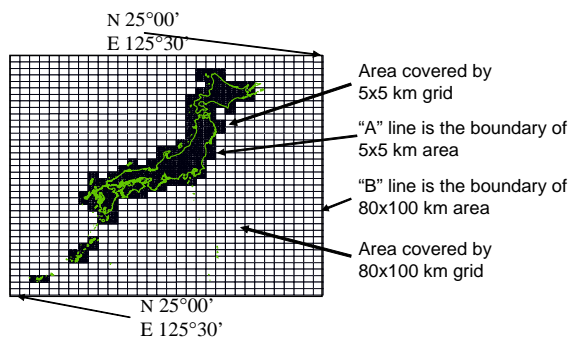 N 25°00’
E 125°30’
Area covered by
5x5 km grid
“A” line is the boundary of
5x5 km area
“B” line is the boundary of
80x100 km area
Area covered by
80x100 km grid
N 25°00’
E 125°30’